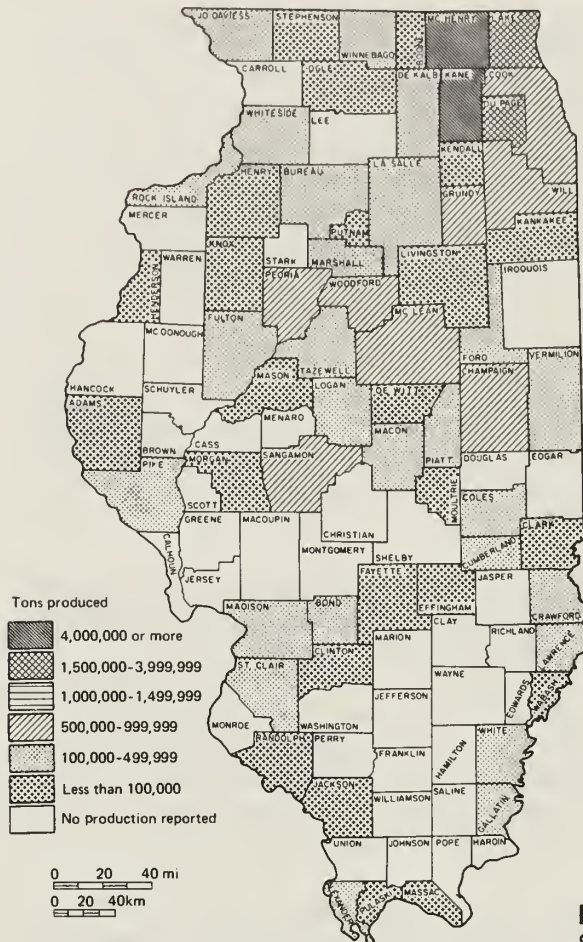 JO DAVIESS STEPHENSON WINNEBAGO BOONE MC HENRY LAKE
CARROLL OGLE DE KALB KANE COOK
WHITESIDE LEE DU PAGE
KENDALL
HENRY BUREAU LA SALLE
ROCK ISLAND GRUNDY WILL
MERCER PUTNAM KANKAKEE
KNOX LIVINGSTOM
HENDERSON WARREN STARK MARSHALL IROQUOIS
PEORIA WOODFORD
MC LEAN
FULTON
MC DONOUGH FORD VERMILION
MASON TAZEWELL CHAMPAIGN
HANCOCK SCHUYLER LOGAN DE WITT
ADAMS MENARD
MACON
BROWN CASS PIATT DOUGLAS EDGAR
PIKE MORGAN SANGAMON
MOULTRIE
SCOTT COLES
GREENE MACOUPIN CHRISTIAN CLARK
CALHOUN MONTGOMERY SHELBY CUMBERLAND
JERSEY FAYETTE JASPER
EFFINGHAM CRAWFORD
MADISON BOND CLAY
CLINTON MARION RICHLAND LAWRENCE
ST. CLAIR WAYNE
EDWARDS WABASH
JEFFERSON
MONROE WASHINGTON
RANDOLPH PERRY HAMILTON WHITE
FRANKLIN
JACKSON WILLIAMSON SALINE GALLATIN
UNION JOHNSON POPE HARDIN
ALEXANDER PULASKI MASSAC
Tons produced
4,000,000 or more
1,500,000-3,999,999
1,000,000-1,499,999
500,000-999,999
100,000-499,999
Less than 100,000
No production reported
0 20 40 mi
0 20 40km